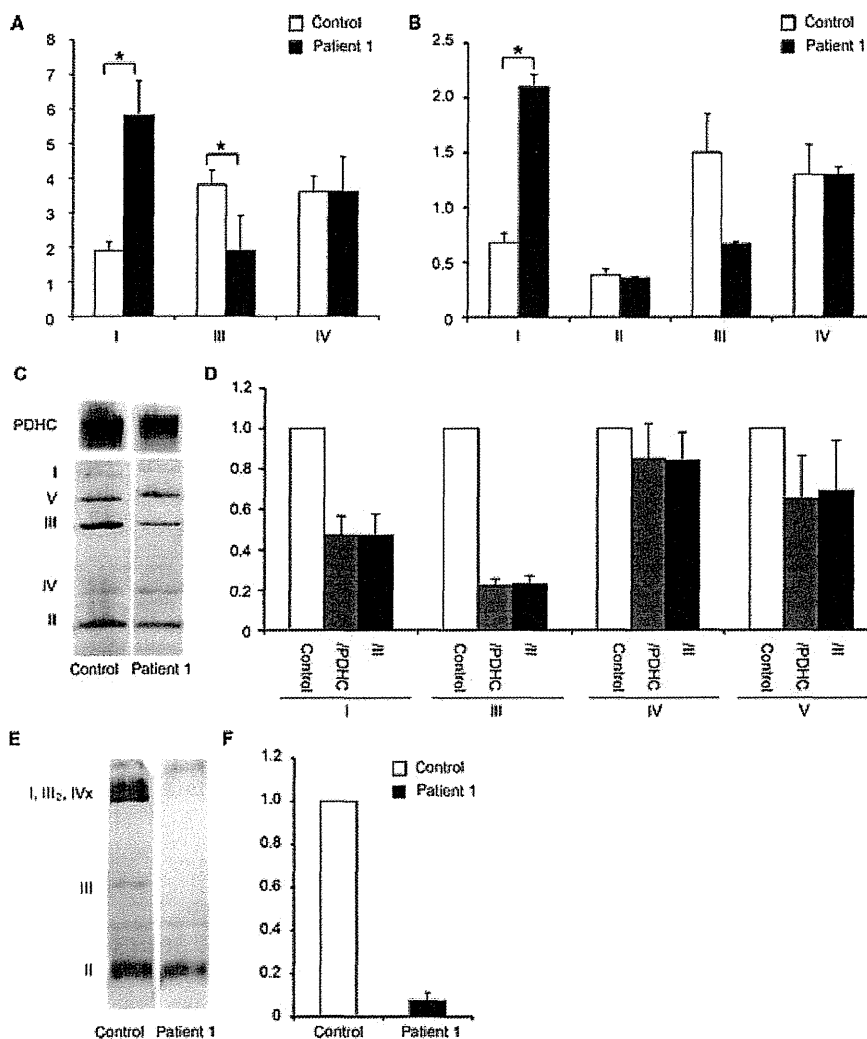 A
Control
Patient 1
8
7
6
5
4
3
2
1
0
*
*
I
III
IV
B
Control
Patient 1
2.5
2.0
1.5
1.0
0.5
0
*
I
II
III
IV
C
PDHC
I
V
III
IV
II
Control
Patient 1
D
1.2
1.0
0.8
0.6
0.4
0.2
0
Control
/PDHC
/II
Control
/PDHC
/II
Control
/PDHC
/II
Control
/PDHC
/II
I
III
IV
V
E
I, III₂, IVx
III
II
Control
Patient 1
F
Control
Patient 1
1.2
1.0
0.8
0.6
0.4
0.2
0
Control
Patient 1